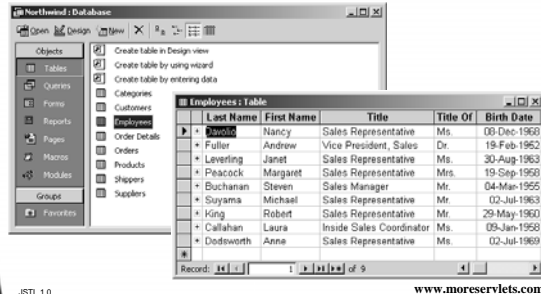 Northwind : Database
Open Design New
Objects
Tables
Queries
Forms
Reports
Pages
Macros
Modules
Groups
Favorites
Create table in Design view
Create table by using wizard
Create table by entering data
Categories
Customers
Employees
Order Details
Orders
Products
Shippers
Suppliers
Employees : Table
Last Name First Name Title Title Of Birth Date
Davolio Nancy Sales Representative Ms. 08-Dec-1968
Fuller Andrew Vice President, Sales Dr. 19-Feb-1952
Leverling Janet Sales Representative Ms. 30-Aug-1963
Peacock Margaret Sales Representative Mrs. 19-Sep-1958
Buchanan Steven Sales Manager Mr. 04-Mar-1955
Suyama Michael Sales Representative Mr. 02-Jul-1963
King Robert Sales Representative Mr. 29-May-1960
Callahan Laura Inside Sales Coordinator Ms. 09-Jan-1958
Dodsworth Anne Sales Representative Ms. 02-Jul-1969
Record: 1 of 9
JSTL 1.0
www.moreservlets.com